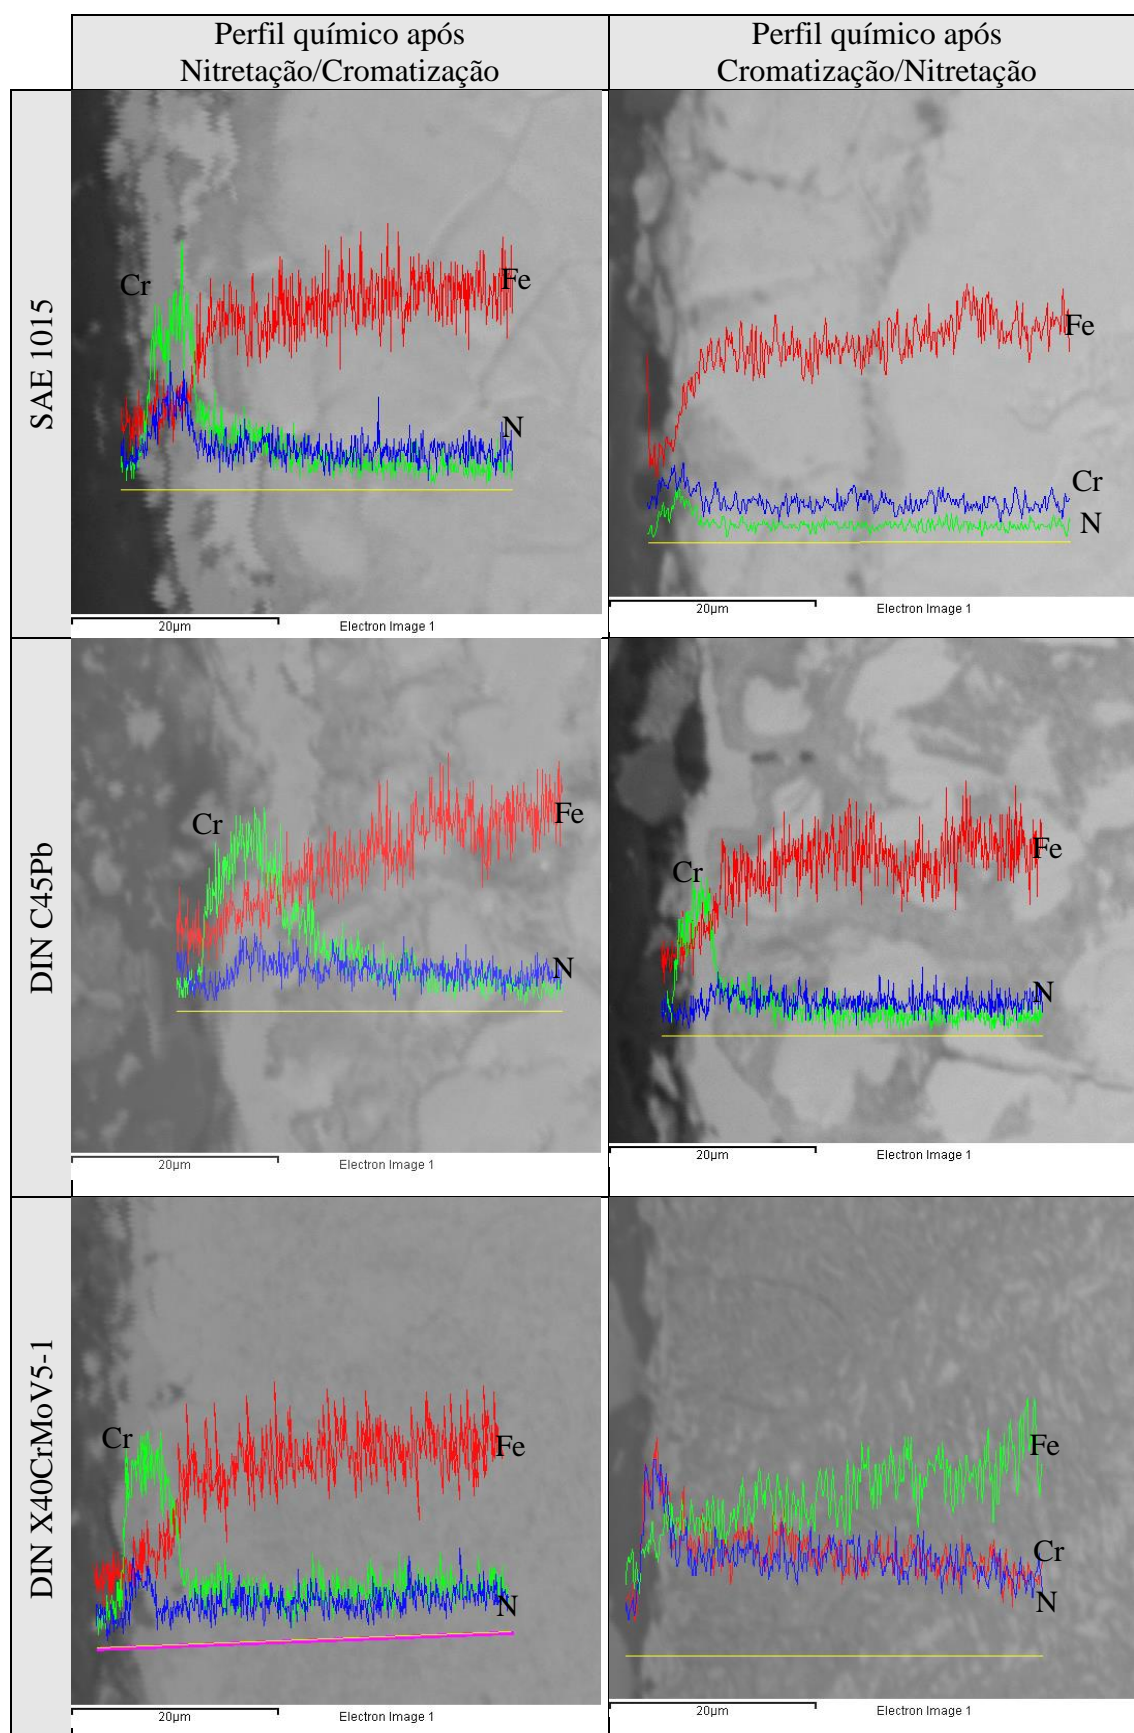 Perfil químico após
Nitretação/Cromatização
Perfil químico após
Cromatização/Nitretação
SAE 1015
Cr
Fe
N
20µm
Electron Image 1
Fe
Cr
N
20µm
Electron Image 1
DIN C45Pb
Cr
Fe
N
20µm
Electron Image 1
Cr
Fe
N
20µm
Electron Image 1
DIN X40CrMoV5-1
Cr
Fe
N
20µm
Electron Image 1
Fe
Cr
N
20µm
Electron Image 1